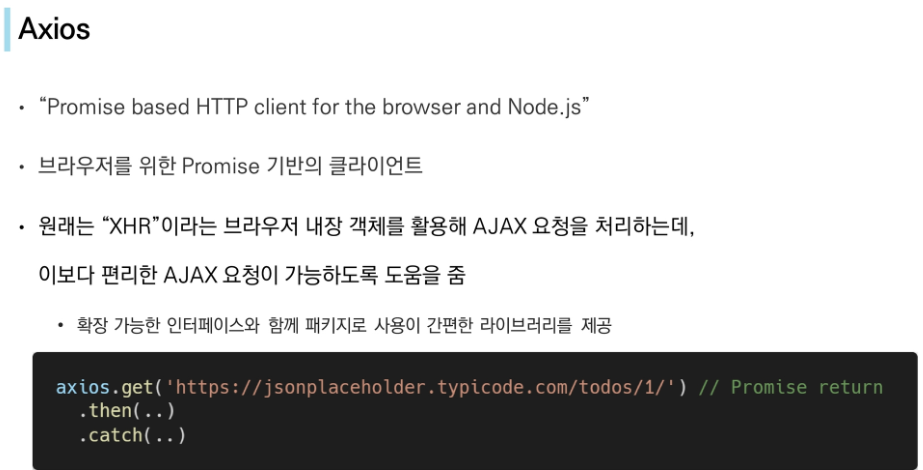 Axios
• “Promise based HTTP client for the browser and Node.js”
• 브라우저를 위한 Promise 기반의 클라이언트
• 원래는 “XHR”이라는 브라우저 내장 객체를 활용해 AJAX 요청을 처리하는데,
이보다 편리한 AJAX 요청이 가능하도록 도움을 줌
• 확장 가능한 인터페이스와 함께 패키지로 사용이 간편한 라이브러리를 제공
axios.get('https://jsonplaceholder.typicode.com/todos/1/') // Promise return
.then(..)
.catch(..)